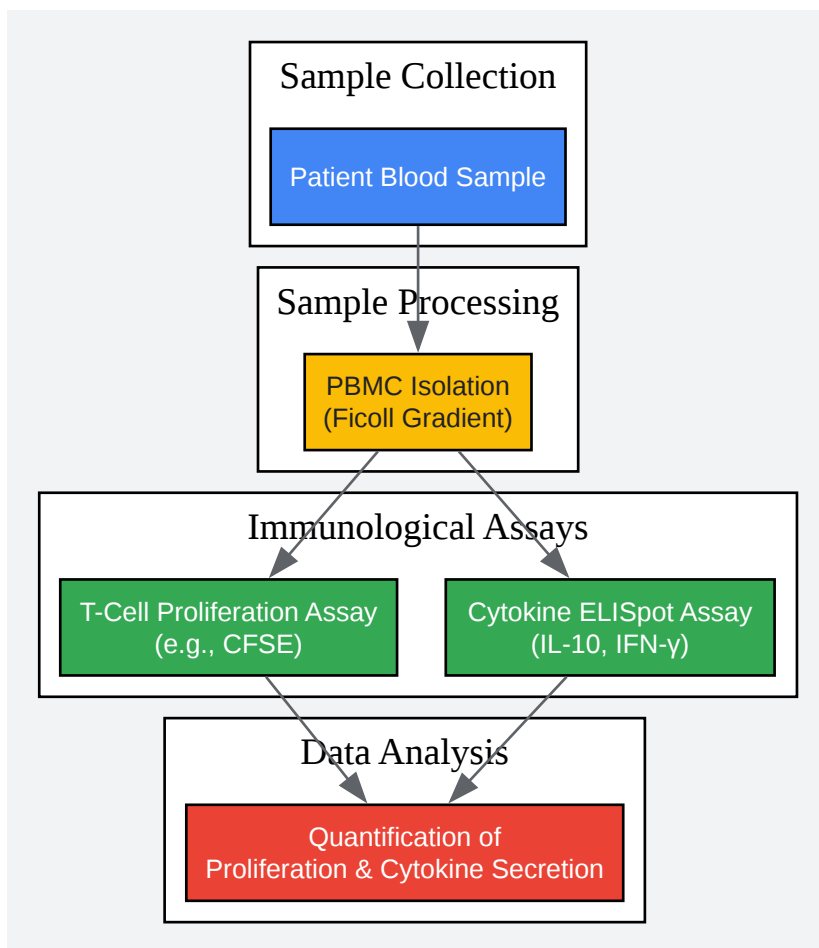 Sample Collection
Patient Blood Sample
Sample Processing
PBMC Isolation
(Ficoll Gradient)
Immunological Assays
T-Cell Proliferation Assay
(e.g., CFSE)
Cytokine ELISpot Assay
(IL-10, IFN-γ)
Data Analysis
Quantification of
Proliferation & Cytokine Secretion